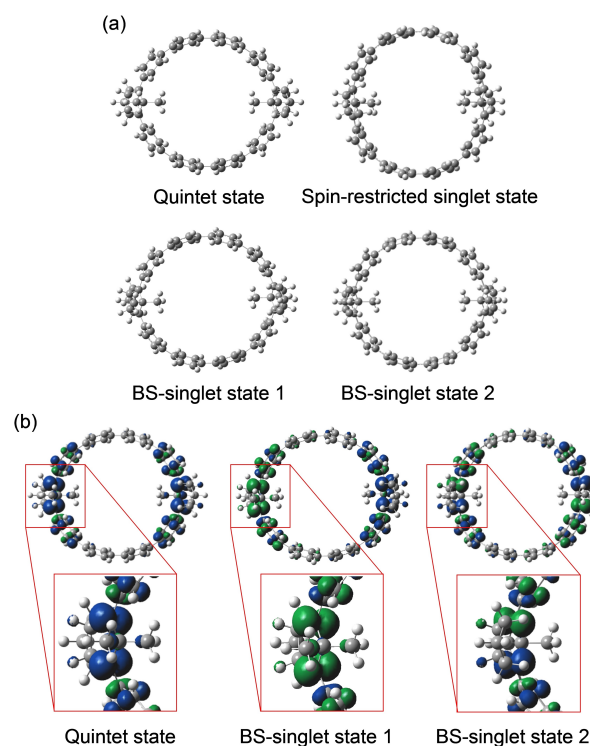 (a)
Quintet state
Spin-restricted singlet state
BS-singlet state 1
BS-singlet state 2
(b)
Quintet state
BS-singlet state 1
BS-singlet state 2